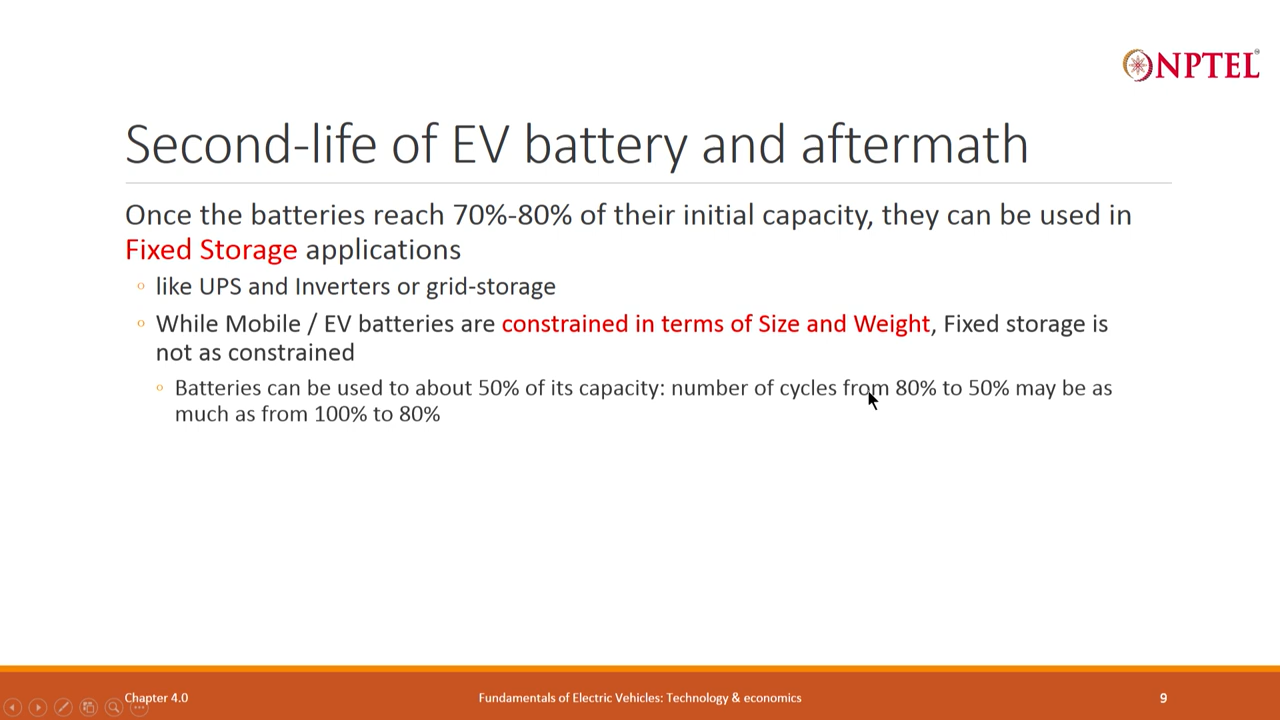 NPTEL
Second-life of EV battery and aftermath
Once the batteries reach 70%-80% of their initial capacity, they can be used in
Fixed Storage applications
like UPS and Inverters or grid-storage
While Mobile / EV batteries are constrained in terms of Size and Weight, Fixed storage is
not as constrained
Batteries can be used to about 50% of its capacity: number of cycles from 80% to 50% may be as
much as from 100% to 80%
Chapter 4.0
Fundamentals of Electric Vehicles: Technology & economics
9